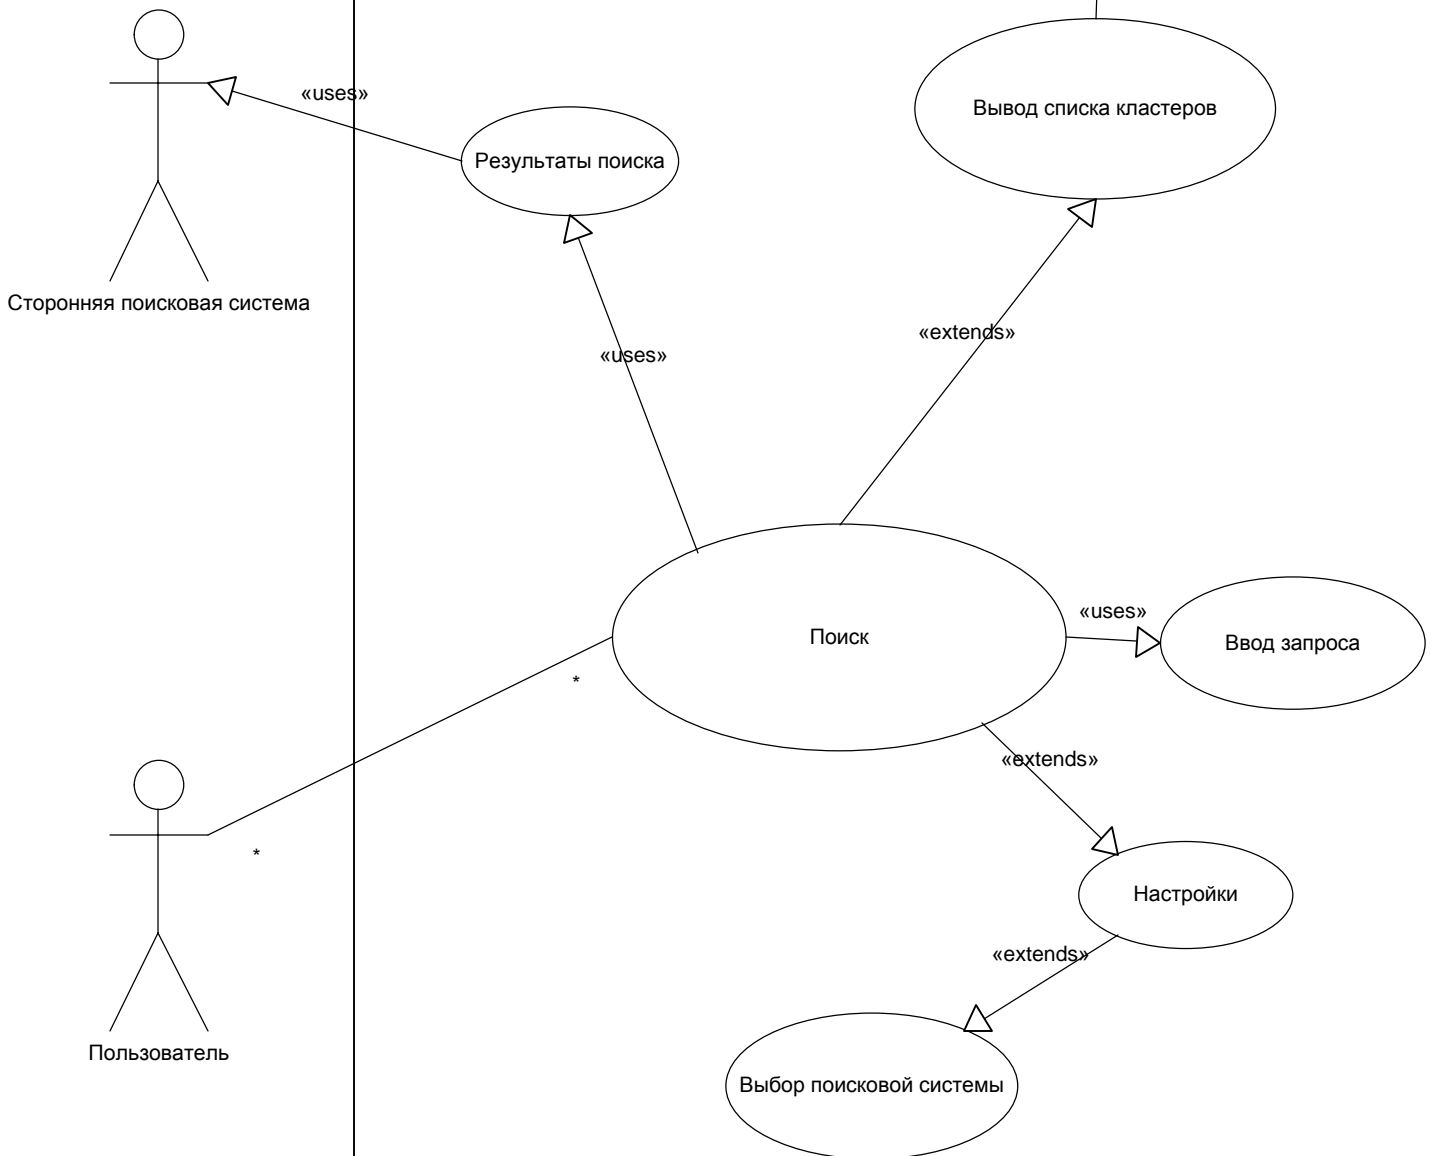 «uses»
Вывод списка кластеров
Результаты поиска
Сторонняя поисковая система
«extends»
«uses»
«uses»
Поиск
Ввод запроса
*
«extends»
*
Настройки
«extends»
Пользователь
Выбор поисковой системы